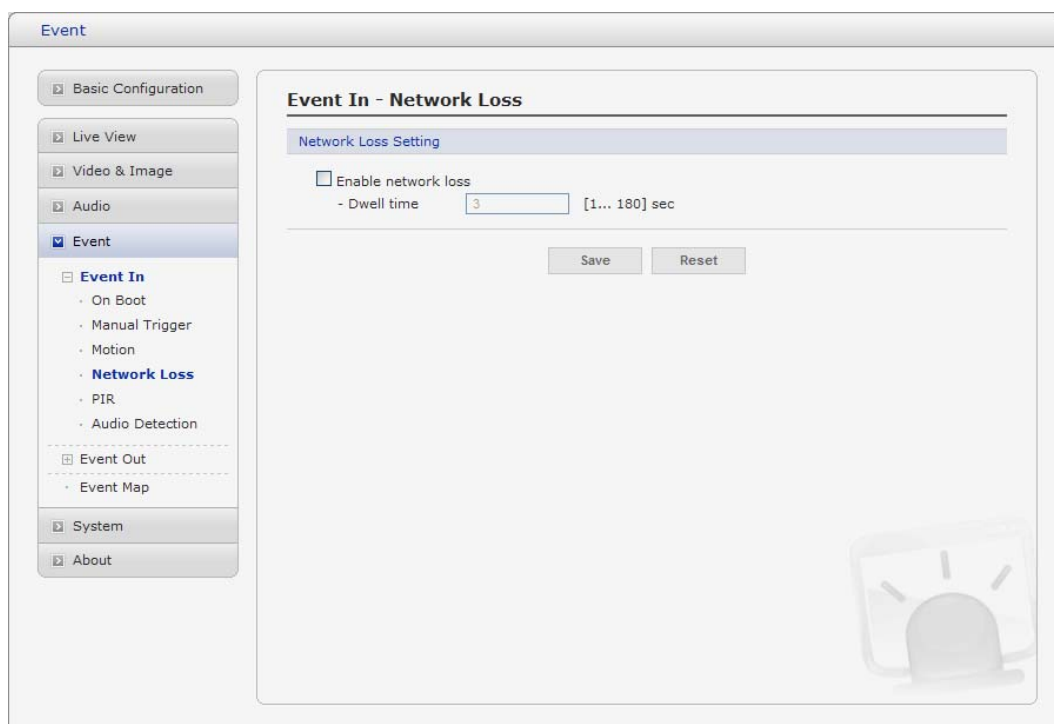 Event
Basic Configuration
Live View
Video & Image
Audio
Event
Event In
On Boot
Manual Trigger
Motion
Network Loss
PIR
Audio Detection
Event Out
Event Map
System
About
Event In - Network Loss
Network Loss Setting
Enable network loss
- Dwell time 3 [1... 180] sec
Save Reset